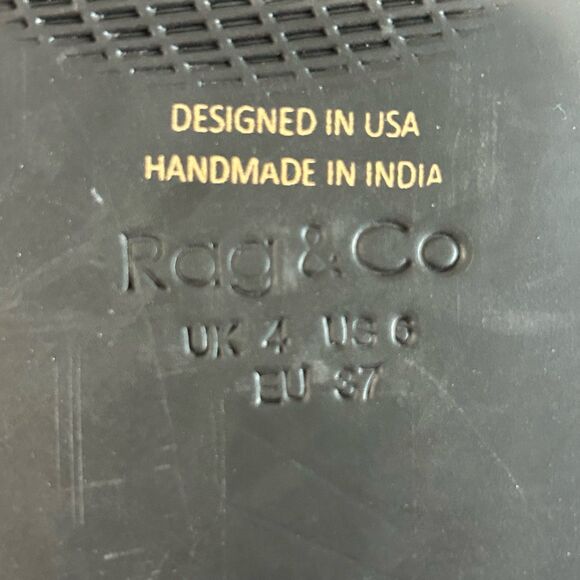 DESIGNED IN USA
HANDMADE IN INDIA
Rag & Co
UK 4 US 6
EU 37